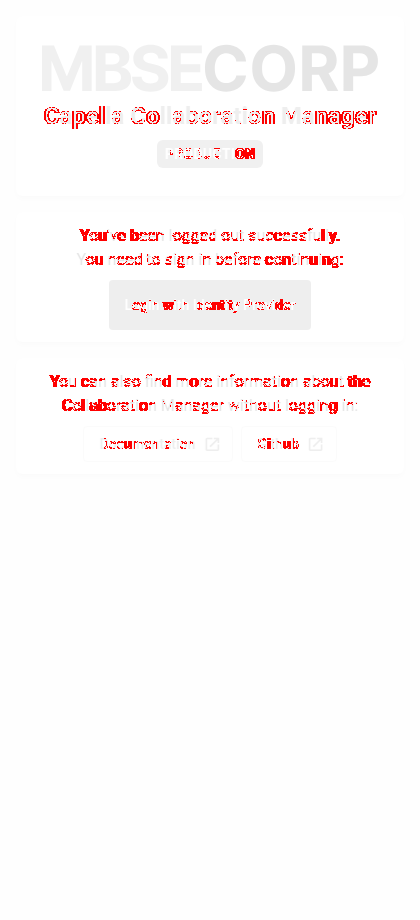 MBSECORP
Capella Collaboration Manager
PRODUCTION
You've been logged out successfully.
You need to sign in before continuing:
Login with Identity Provider
You can also find more information about the
Collaboration Manager without logging in:
Documentation
Github